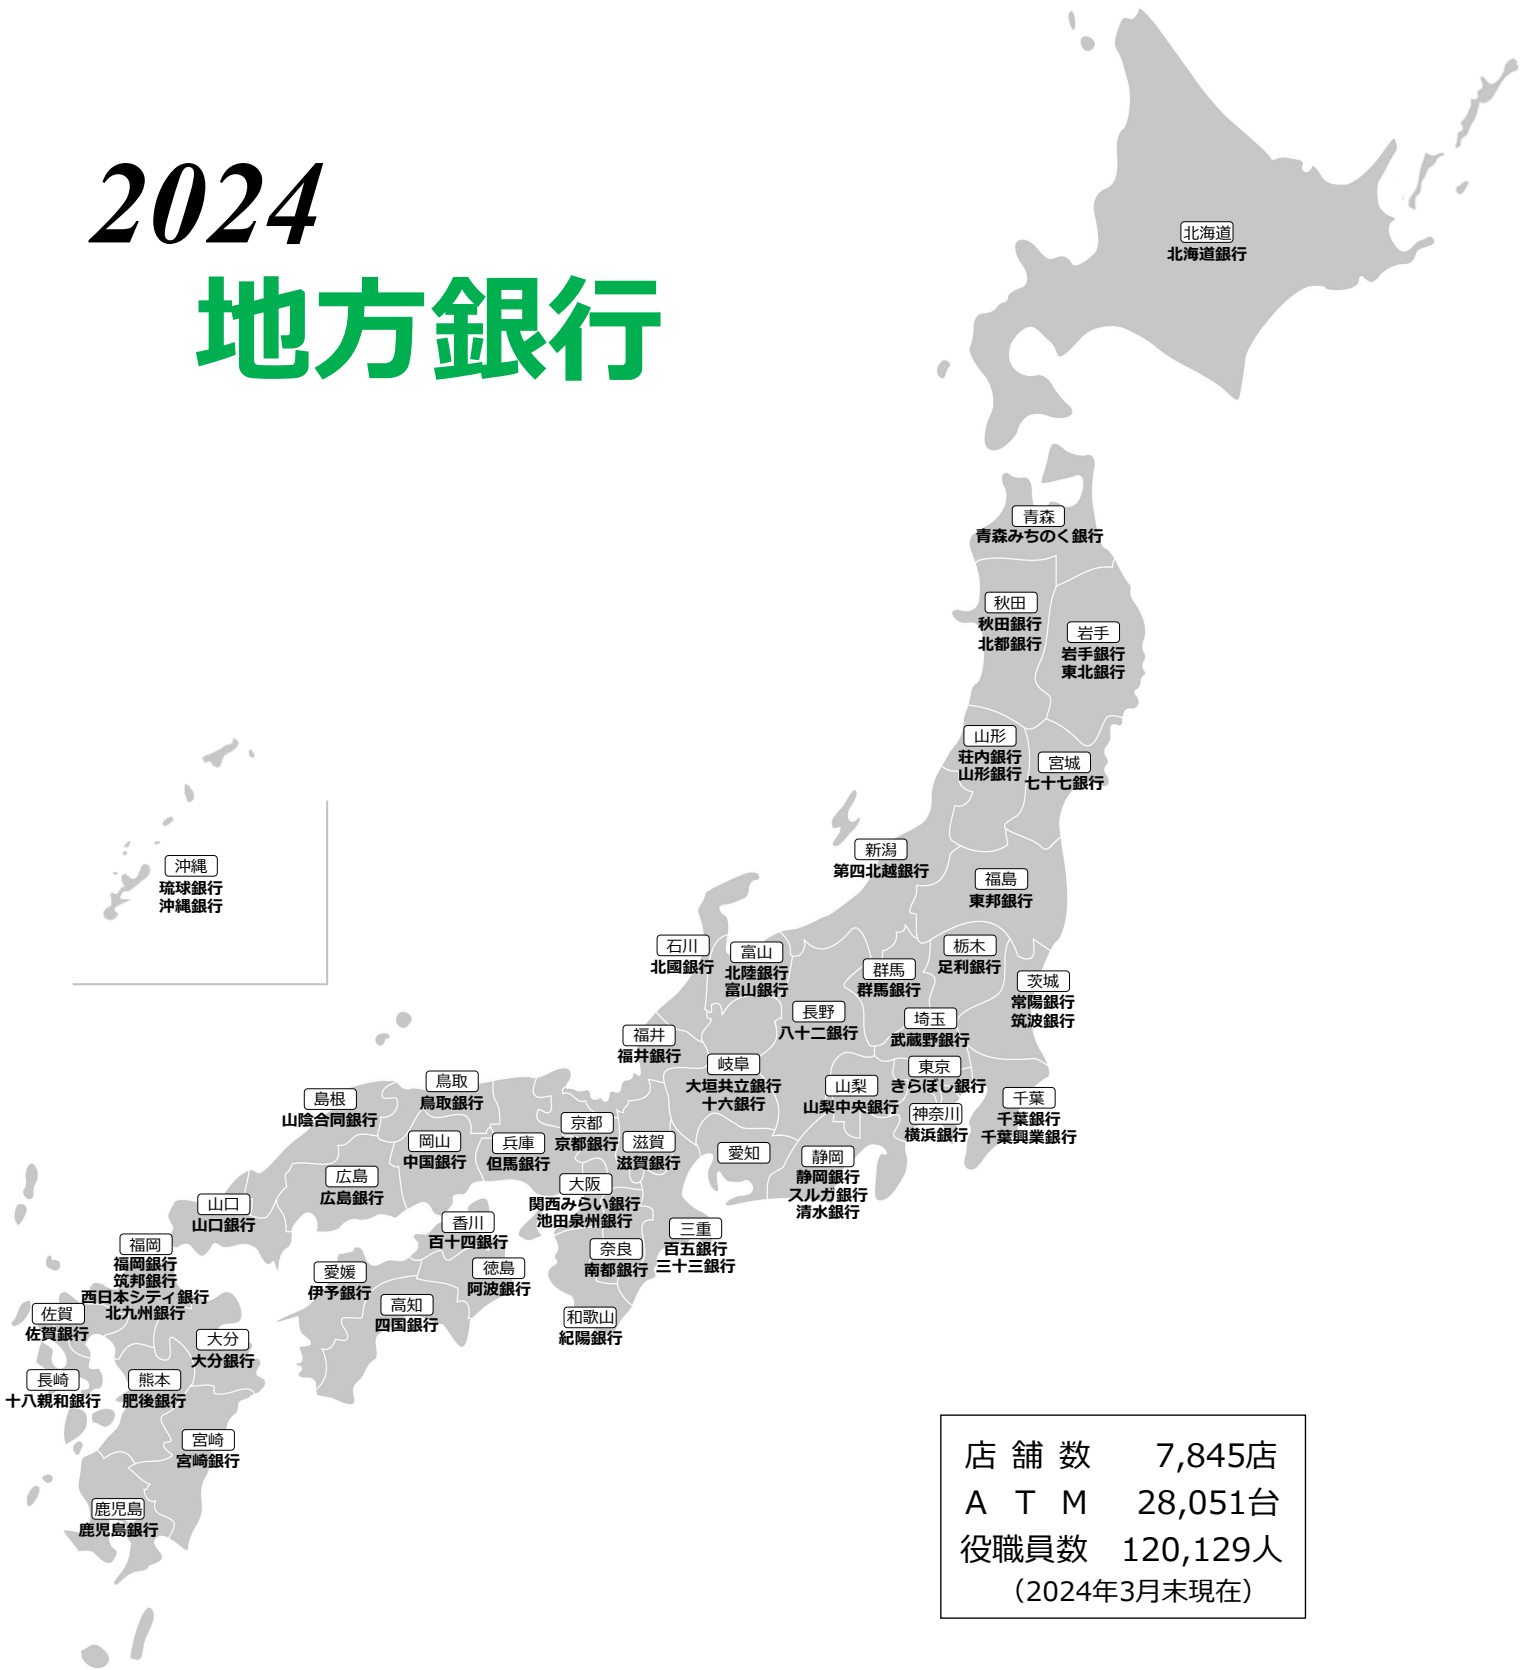 2024
地方銀行
北海道
北海道銀行
青森
青森みちのく銀行
秋田
秋田銀行
北都銀行
岩手
岩手銀行
東北銀行
山形
荘内銀行
山形銀行
宮城
七十七銀行
新潟
第四北越銀行
福島
東邦銀行
沖縄
琉球銀行
沖縄銀行
石川
北國銀行
富山
北陸銀行
富山銀行
群馬
群馬銀行
栃木
足利銀行
茨城
常陽銀行
筑波銀行
長野
八十二銀行
埼玉
武蔵野銀行
福井
福井銀行
岐阜
大垣共立銀行
十六銀行
山梨
山梨中央銀行
東京
きらぼし銀行
神奈川
横浜銀行
千葉
千葉銀行
千葉興業銀行
島根
山陰合同銀行
鳥取
鳥取銀行
岡山
中国銀行
兵庫
但馬銀行
京都
京都銀行
滋賀
滋賀銀行
愛知
静岡
静岡銀行
スルガ銀行
清水銀行
広島
広島銀行
大阪
関西みらい銀行
池田泉州銀行
山口
山口銀行
香川
百十四銀行
三重
百五銀行
三十三銀行
奈良
南都銀行
福岡
福岡銀行
筑邦銀行
西日本シティ銀行
北九州銀行
愛媛
伊予銀行
徳島
阿波銀行
高知
四国銀行
和歌山
紀陽銀行
佐賀
佐賀銀行
大分
大分銀行
長崎
十八親和銀行
熊本
肥後銀行
宮崎
宮崎銀行
鹿児島
鹿児島銀行
店舗数 7,845店
ATM 28,051台
役職員数 120,129人
（2024年3月末現在）